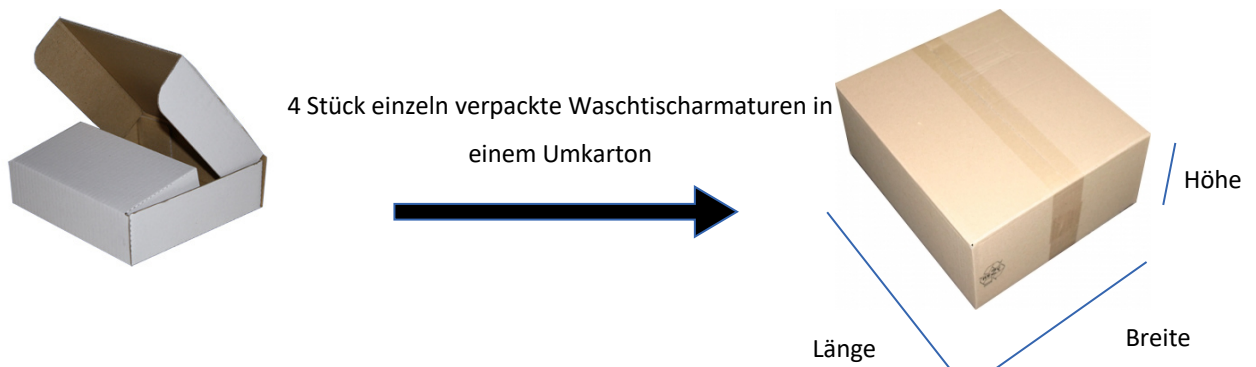 4 Stück einzeln verpackte Waschtischarmaturen in
einem Umkarton
Höhe
Breite
Länge